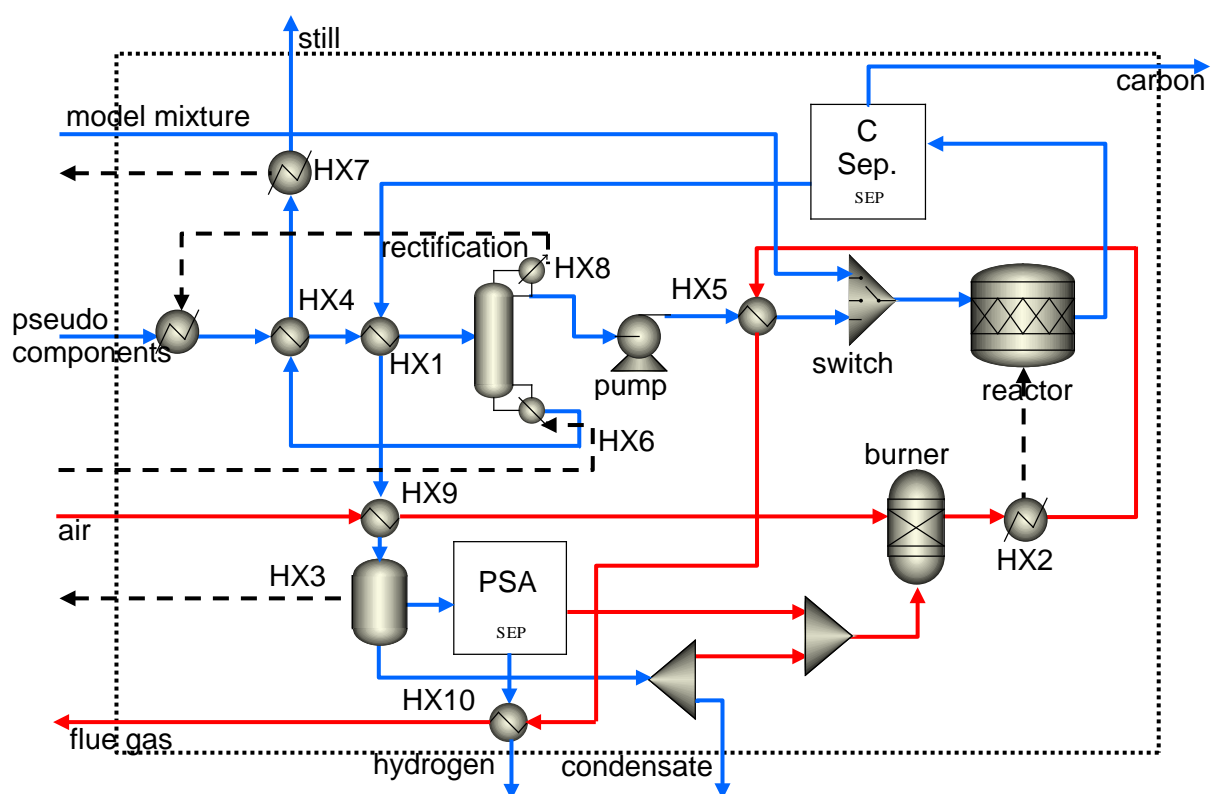 still
carbon
model mixture
C
Sep.
SEP
HX7
rectification
HX8
HX4
HX5
pseudo
components
HX1
pump
switch
reactor
HX6
burner
HX9
air
HX2
HX3
PSA
SEP
HX10
flue gas
hydrogen
condensate